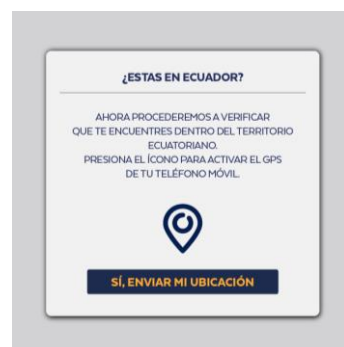 ¿ESTAS EN ECUADOR?
AHORA PROCEDEREMOS A VERIFICAR
QUE TE ENCUENTRES DENTRO DEL TERRITORIO
ECUATORIANO.
PRESIONA EL ÍCONO PARA ACTIVAR EL GPS
DE TU TELÉFONO MÓVIL.
SÍ, ENVIAR MI UBICACIÓN